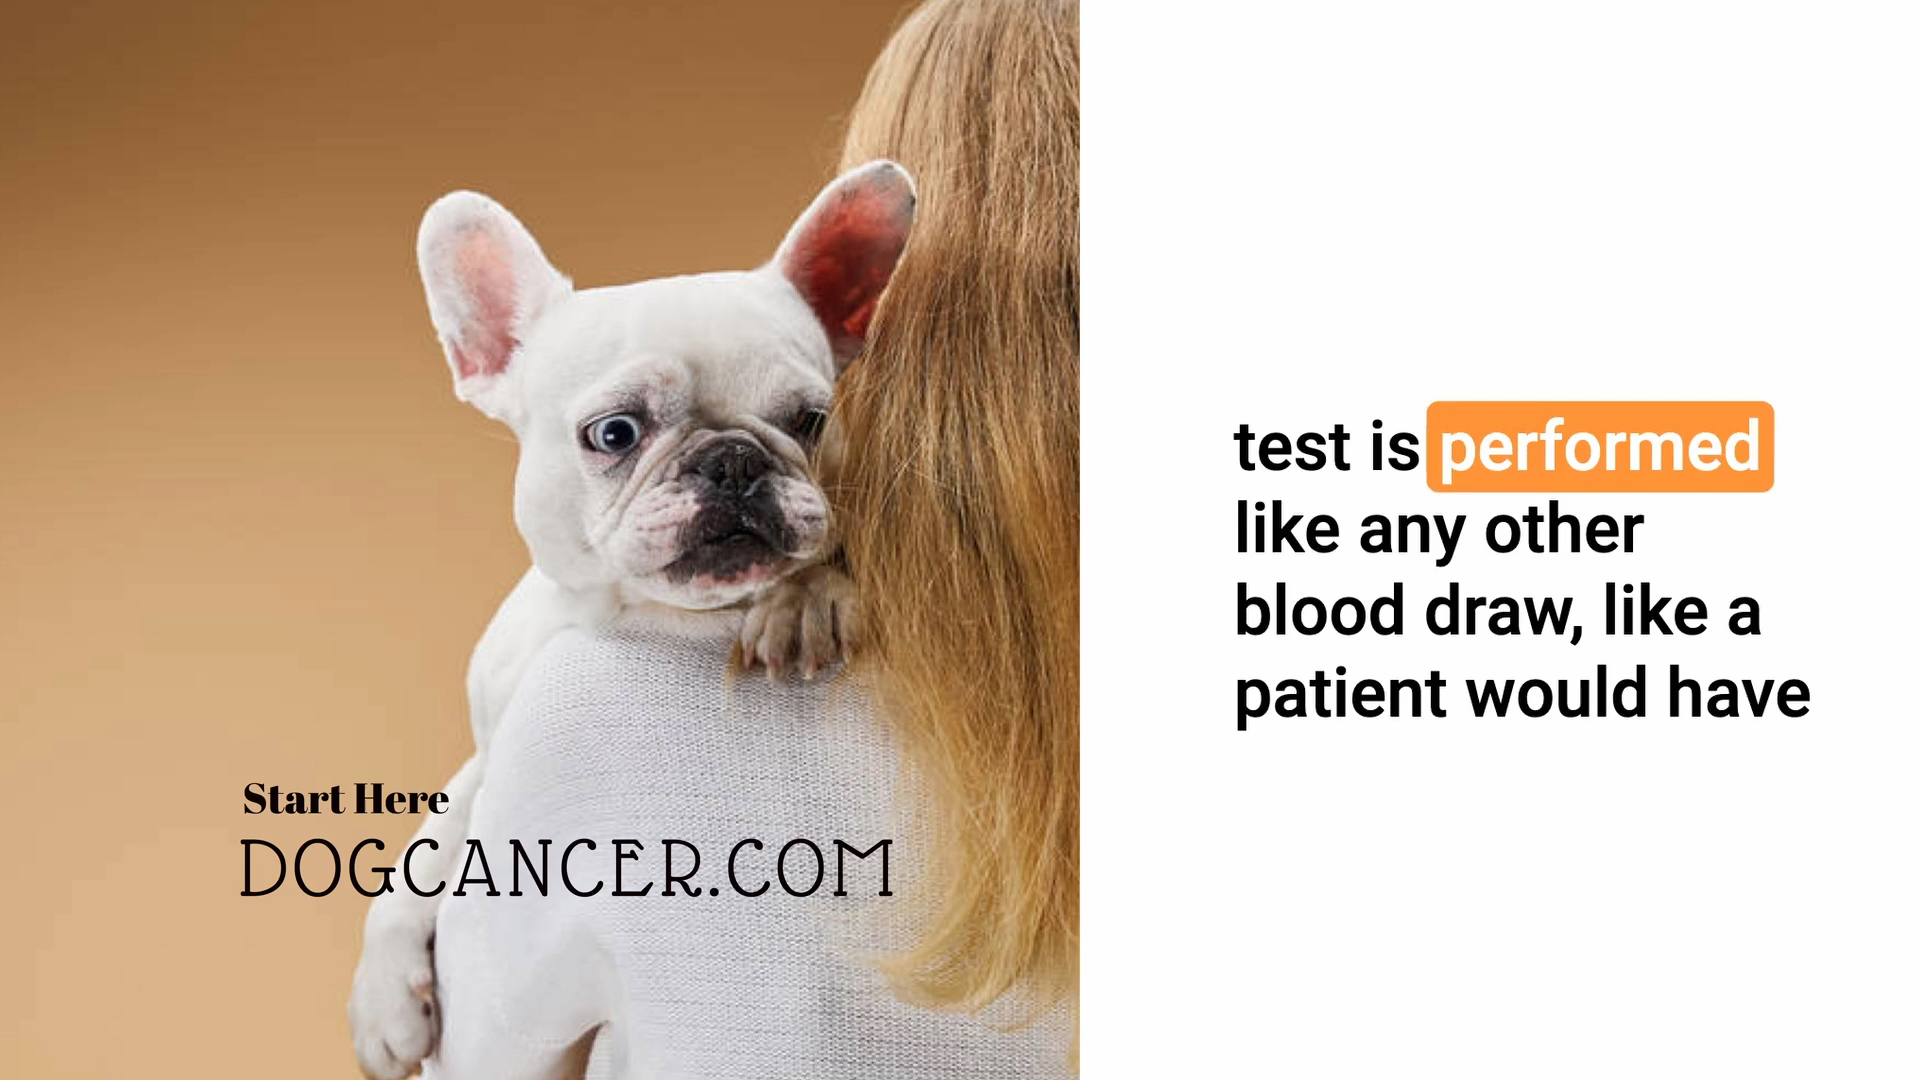 Start Here
DOGCANCER.COM
test is performed
like any other
blood draw, like a
patient would have